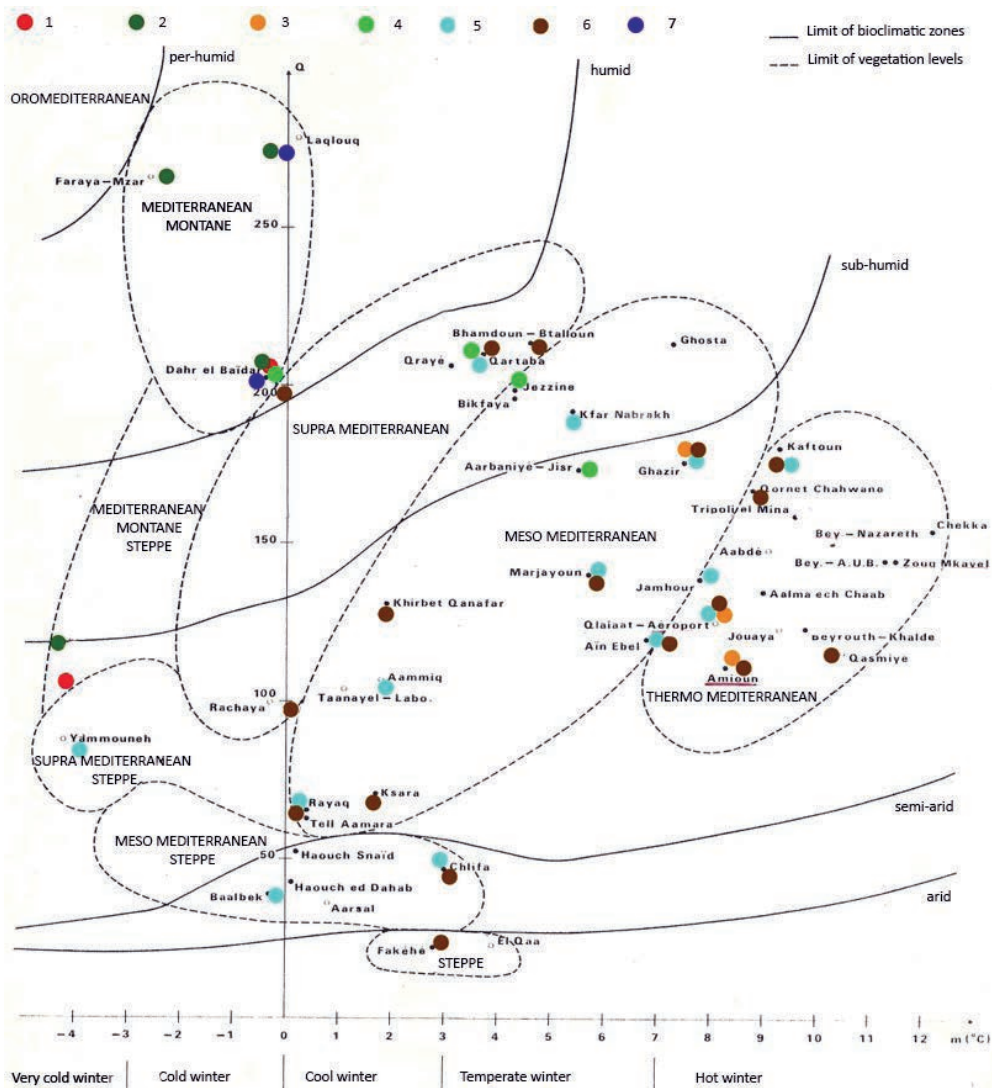 1 2 3 4 5 6 7
Limit of bioclimatic zones
Limit of vegetation levels
per-humid
humid
Q
OROMEDITERRANEAN
Laqlouq
Faraya–Mzar
MEDITERRANEAN
MONTANE
250
sub-humid
Bhamdoun – Btalloun
Ghosta
Qrayé
Qartaba
Dahr el Baïda
200
Jezzine
Bikfaya
Kfar Nabrakh
SUPRA MEDITERRANEAN
Kaftoun
Aarbaniyé–Jisr
Ghazir
Qornet Chahwane
Tripoli el Mina
MEDITERRANEAN
MONTANE
STEPPE
MESO MEDITERRANEAN
Chekka
Bey.–Nazareth
150
Aabdè
Bey.–A.U.B.
Zouq Mkayel
Marjayoun
Jamhour
Aalma ech Chaab
Khirbet Qanafar
Qlaiaat–Aéroport
Jouaya
Beyrouth–Khalde
Aïn Ebel
Qasmiye
Aammiq
Amioun
Taanayel–Labo.
THERMO MEDITERRANEAN
100
Rachaya
Yammouneh
SUPRA MEDITERRANEAN
STEPPE
Ksara
Rayaq
Tell Aamara
semi-arid
MESO MEDITERRANEAN
STEPPE
50
Haouch Snaïd
Chlifa
Haouch ed Dahab
Baalbek
Aarsal
arid
Fakéhé
El Qaa
STEPPE
–4 –3 –2 –1 0 1 2 3 4 5 6 7 8 9 10 11 12 m (°C)
Very cold winter Cold winter Cool winter Temperate winter Hot winter